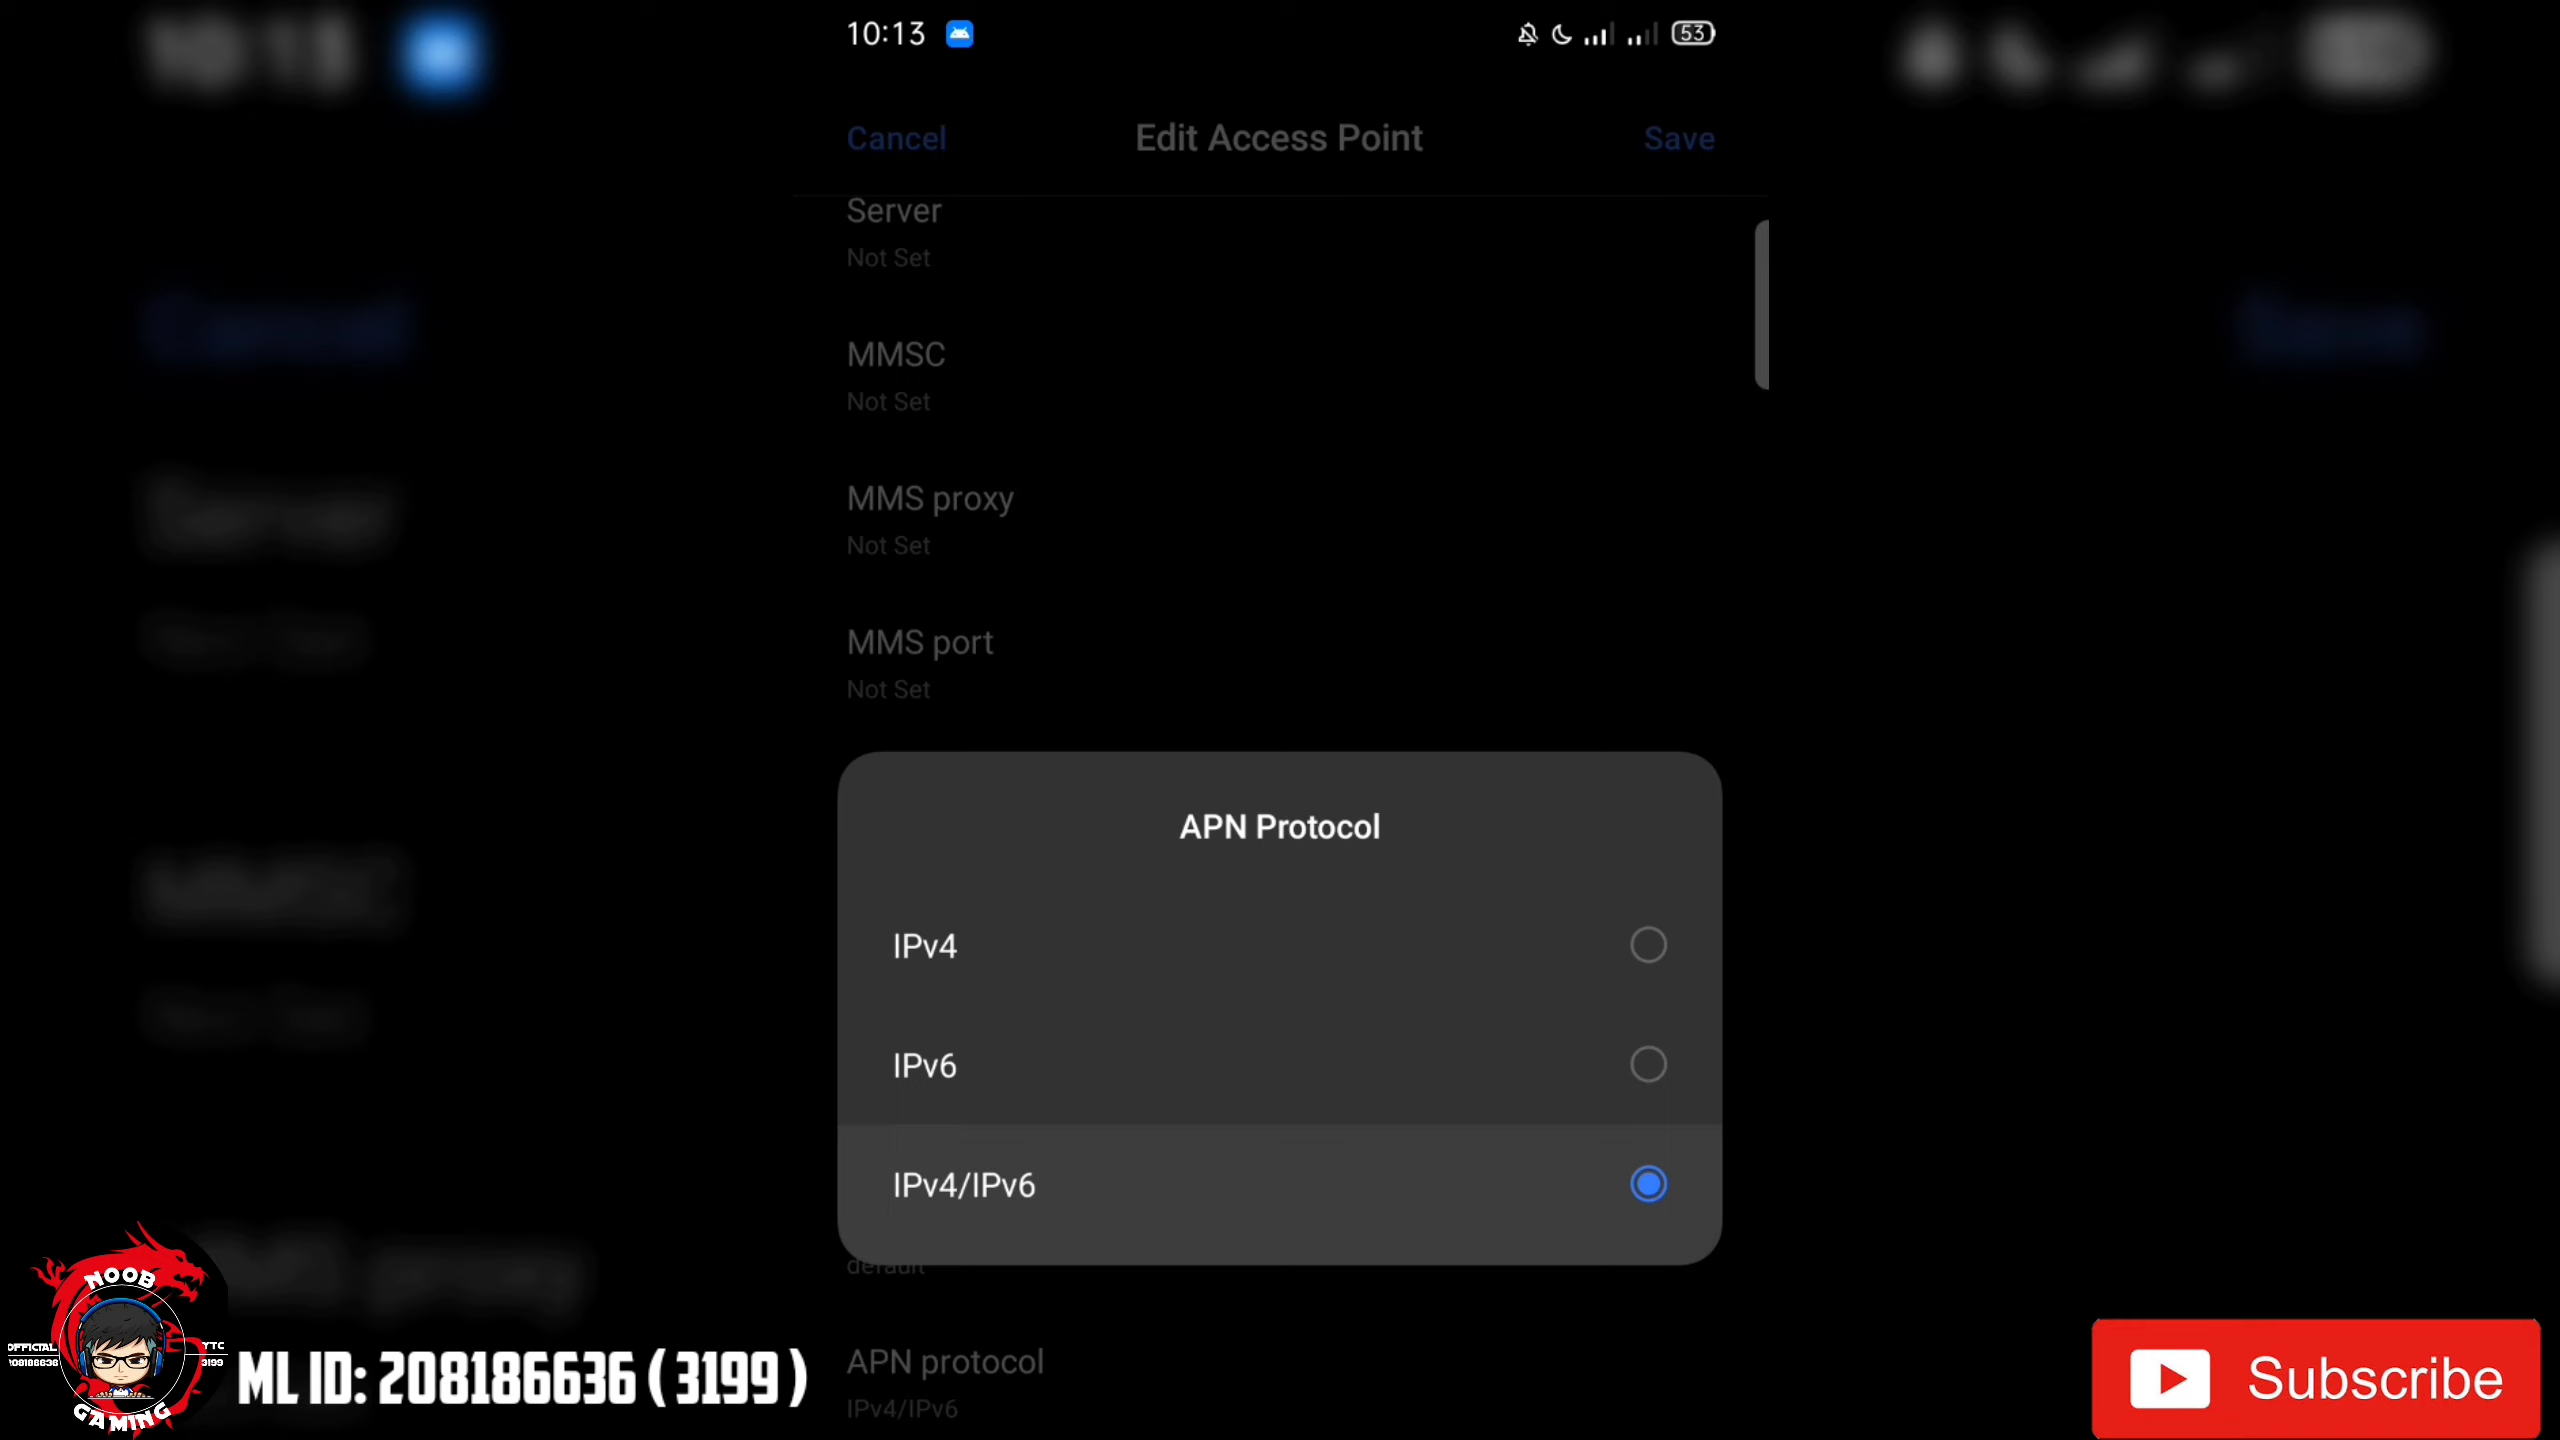 10:13
53
Cancel
Edit Access Point
Save
Server
Not Set
MMSC
Not Set
MMS proxy
Not Set
MMS port
Not Set
APN Protocol
IPv4
IPv6
IPv4/IPv6
default
APN protocol
IPv4/IPv6
NOOB
OFFICIAL
YTC
208186636
3199
GAMING
ML ID: 208186636 ( 3199 )
Subscribe